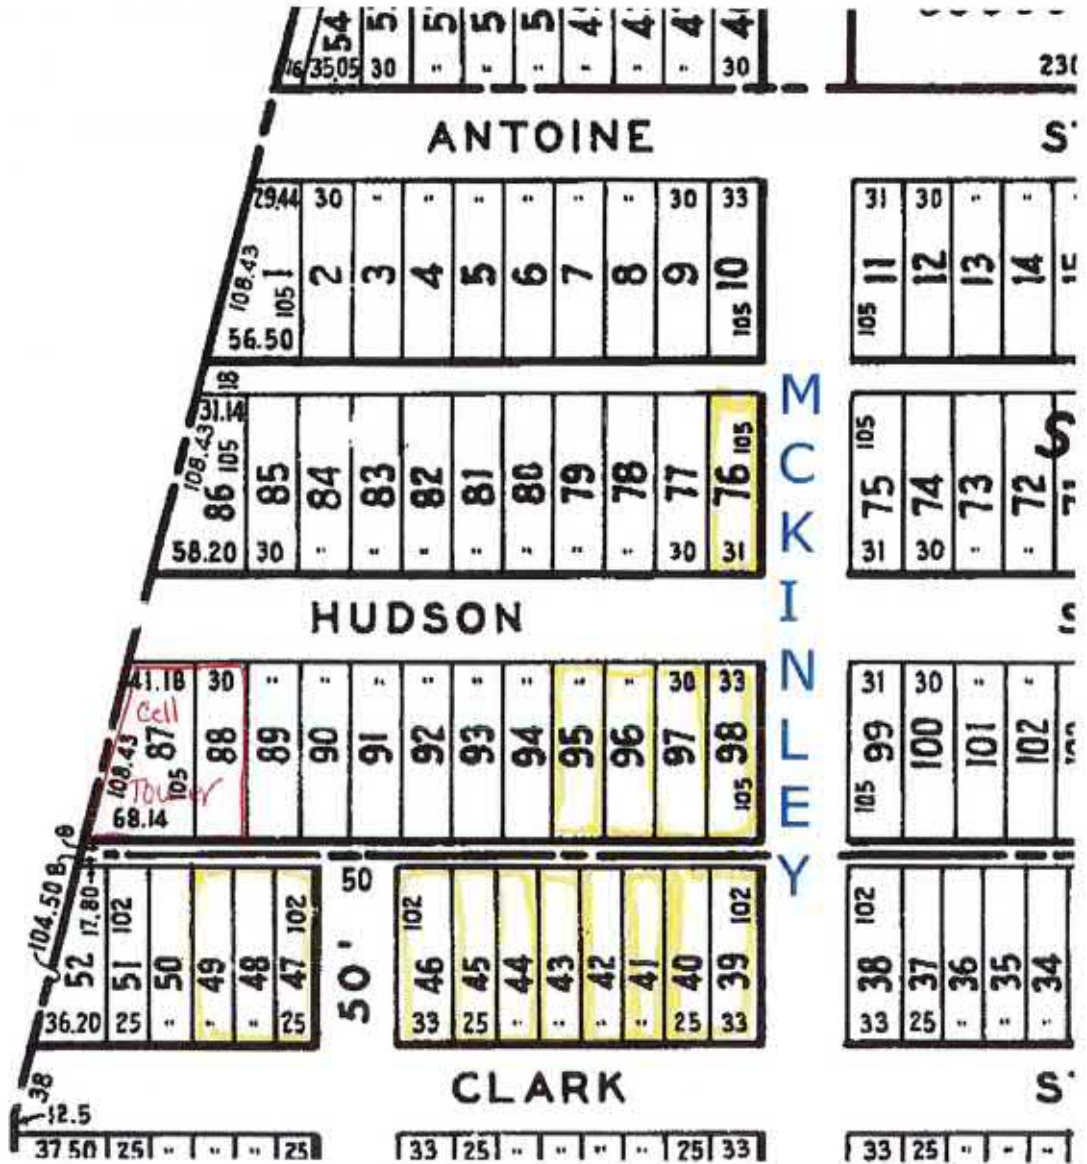 54
16 35.05 30 " " " " " " 30 230
ANTOINE
29.44 30 " " " " " " 30 33 31 30 " "
108.43 105 1 2 3 4 5 6 7 8 9 10 105 105 11 12 13 14
56.50
18
31.14 105 105
108.43 105 86 85 84 83 82 81 80 79 78 77 76 75 74 73 72 71
58.20 30 " " " " " " " 30 31 31 30 " "
HUDSON
MCKINLEY
41.18 30 " " " " " " " " 30 33 31 30 " "
Cell
108.43 87 88 89 90 91 92 93 94 95 96 97 98 99 100 101 102
Tower 105 105 105
68.14
50
104.50 17.80 102 102 102 102 102
52 51 50 49 48 47 50' 46 45 44 43 42 41 40 39 38 37 36 35 34
36.20 25 " " " 25 33 25 " " " " 25 33 33 25 " " "
CLARK
38
12.5
37.50 25 " " " 25 33 25 " " " " 25 33 33 25 " " "